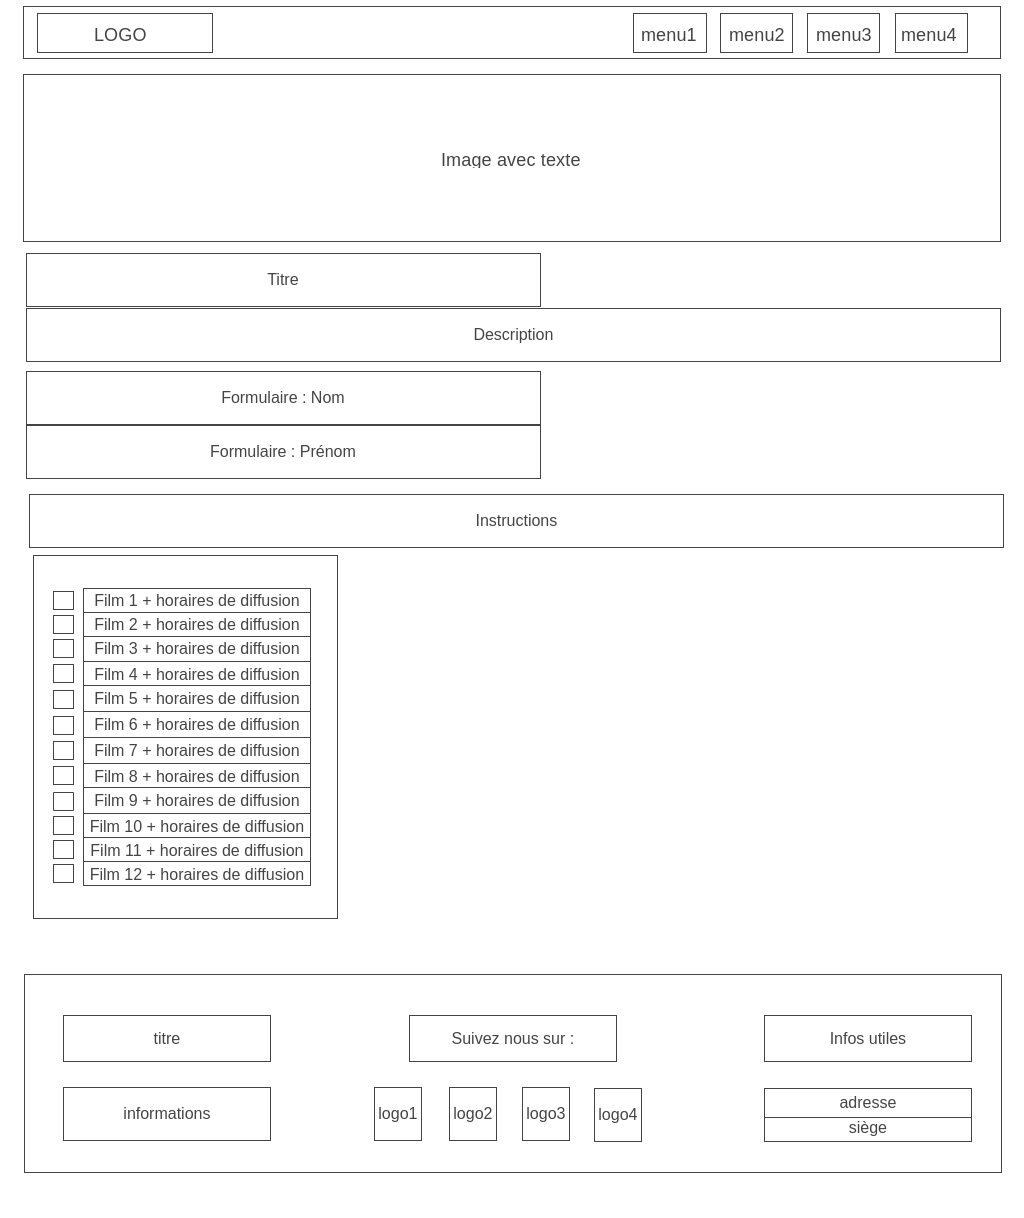 LOGO
menu1 menu2 menu3 menu4
Image avec texte
Titre
Description
Formulaire : Nom
Formulaire : Prénom
Instructions
Film 1 + horaires de diffusion
Film 2 + horaires de diffusion
Film 3 + horaires de diffusion
Film 4 + horaires de diffusion
Film 5 + horaires de diffusion
Film 6 + horaires de diffusion
Film 7 + horaires de diffusion
Film 8 + horaires de diffusion
Film 9 + horaires de diffusion
Film 10 + horaires de diffusion
Film 11 + horaires de diffusion
Film 12 + horaires de diffusion
titre
informations
Suivez nous sur :
logo1 logo2 logo3 logo4
Infos utiles
adresse
siège